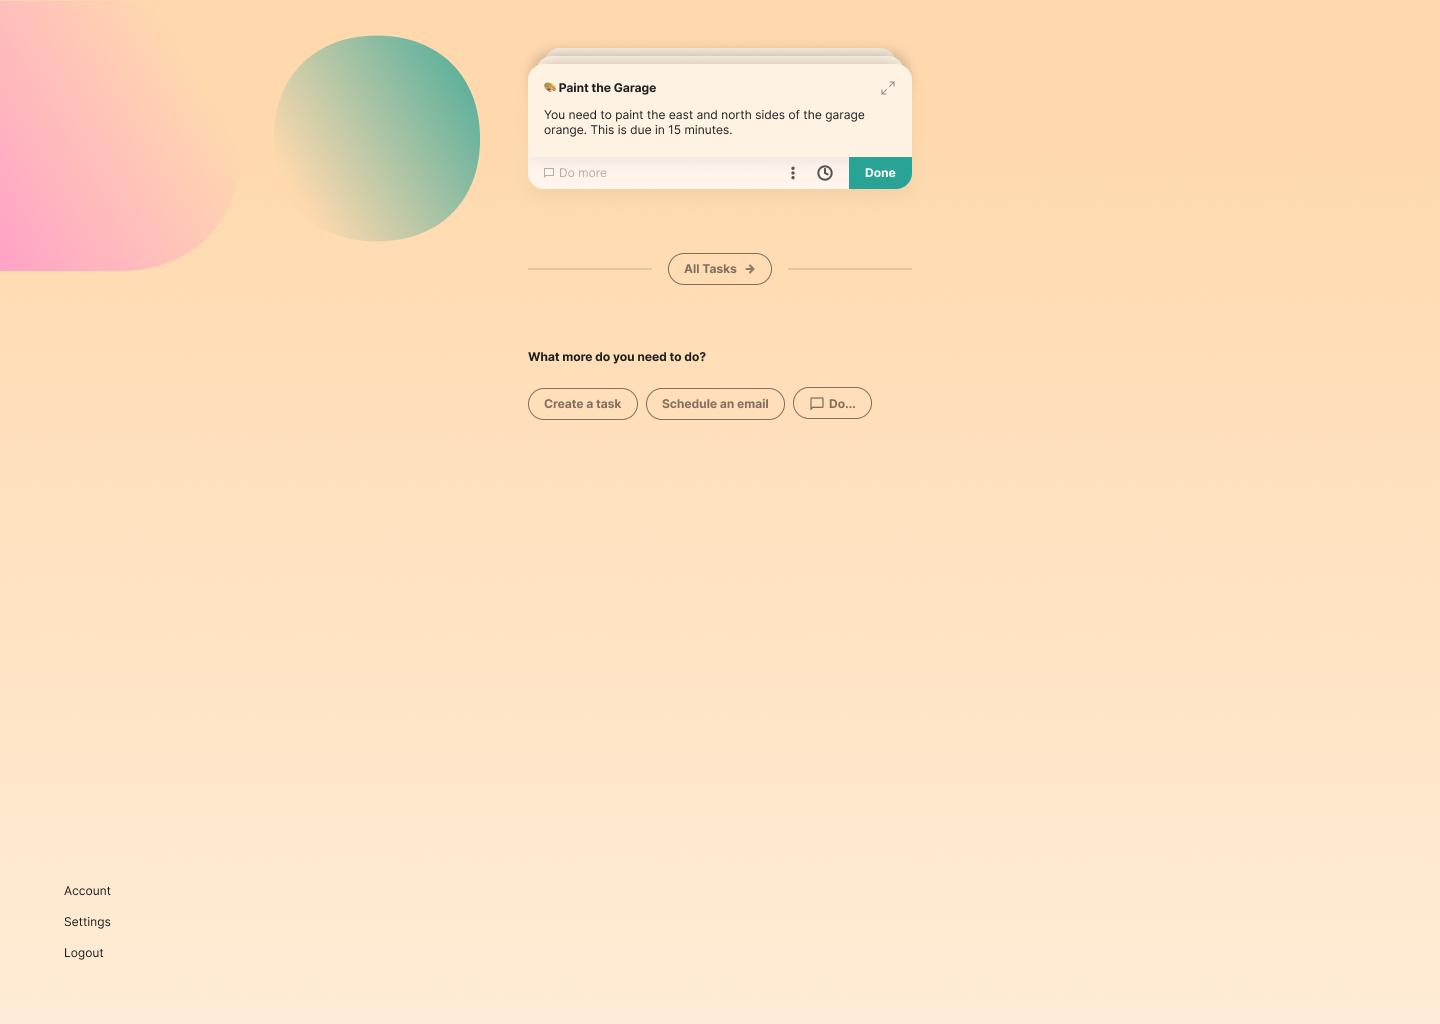 🎨 Paint the Garage
You need to paint the east and north sides of the garage
orange. This is due in 15 minutes.
Do more
Done
All Tasks →
What more do you need to do?
Create a task
Schedule an email
Do...
Account
Settings
Logout